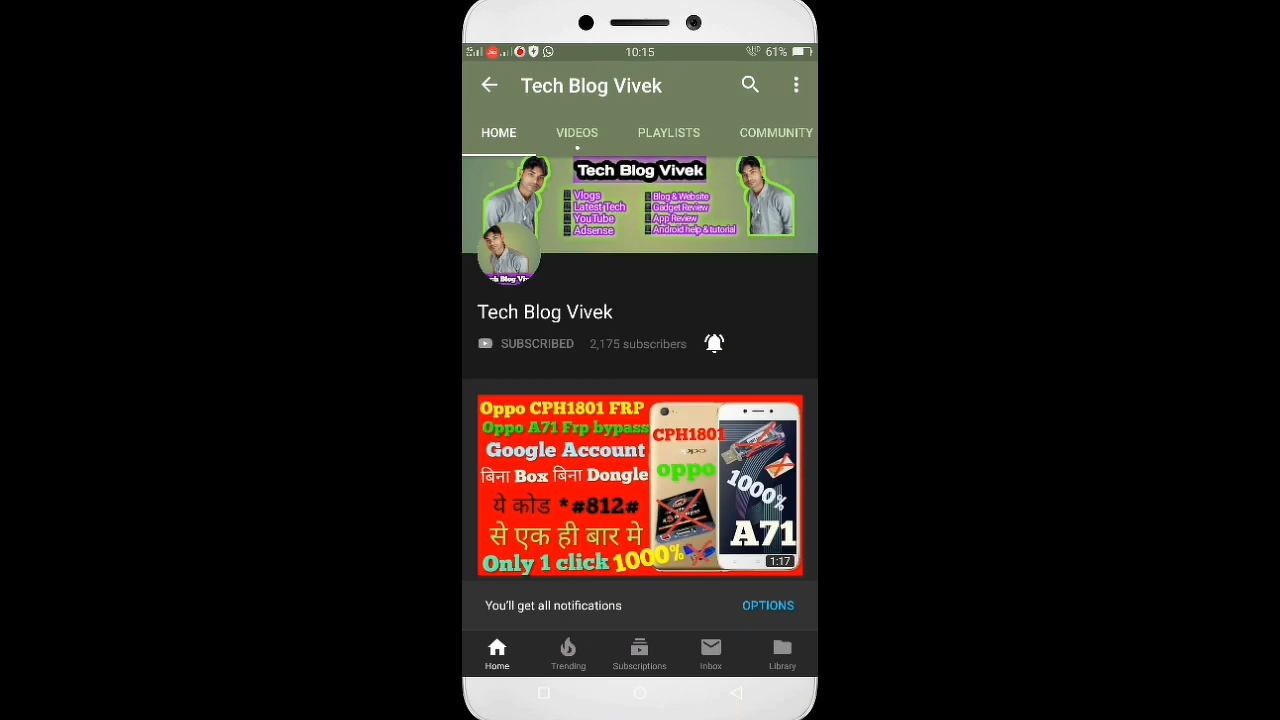 10:15
61%
Tech Blog Vivek
HOME VIDEOS PLAYLISTS COMMUNITY
Tech Blog Vivek
Vlogs
Latest Tech
YouTube
Adsense
Blog & Website
Gadget Review
App Review
Android help & tutorial
Tech Blog Vivek
SUBSCRIBED 2,175 subscribers
Oppo CPH1801 FRP
Oppo A71 Frp bypass
Google Account
बिना Box बिना Dongle
ये कोड *#812#
से एक ही बार मे
Only 1 click 1000%
CPH1801
oppo
oppo
1000%
A71
1:17
You'll get all notifications OPTIONS
Home Trending Subscriptions Inbox Library